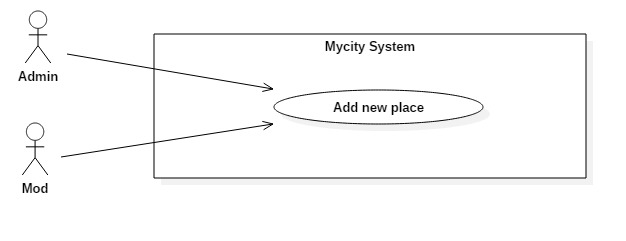 Mycity System
Admin
Add new place
Mod